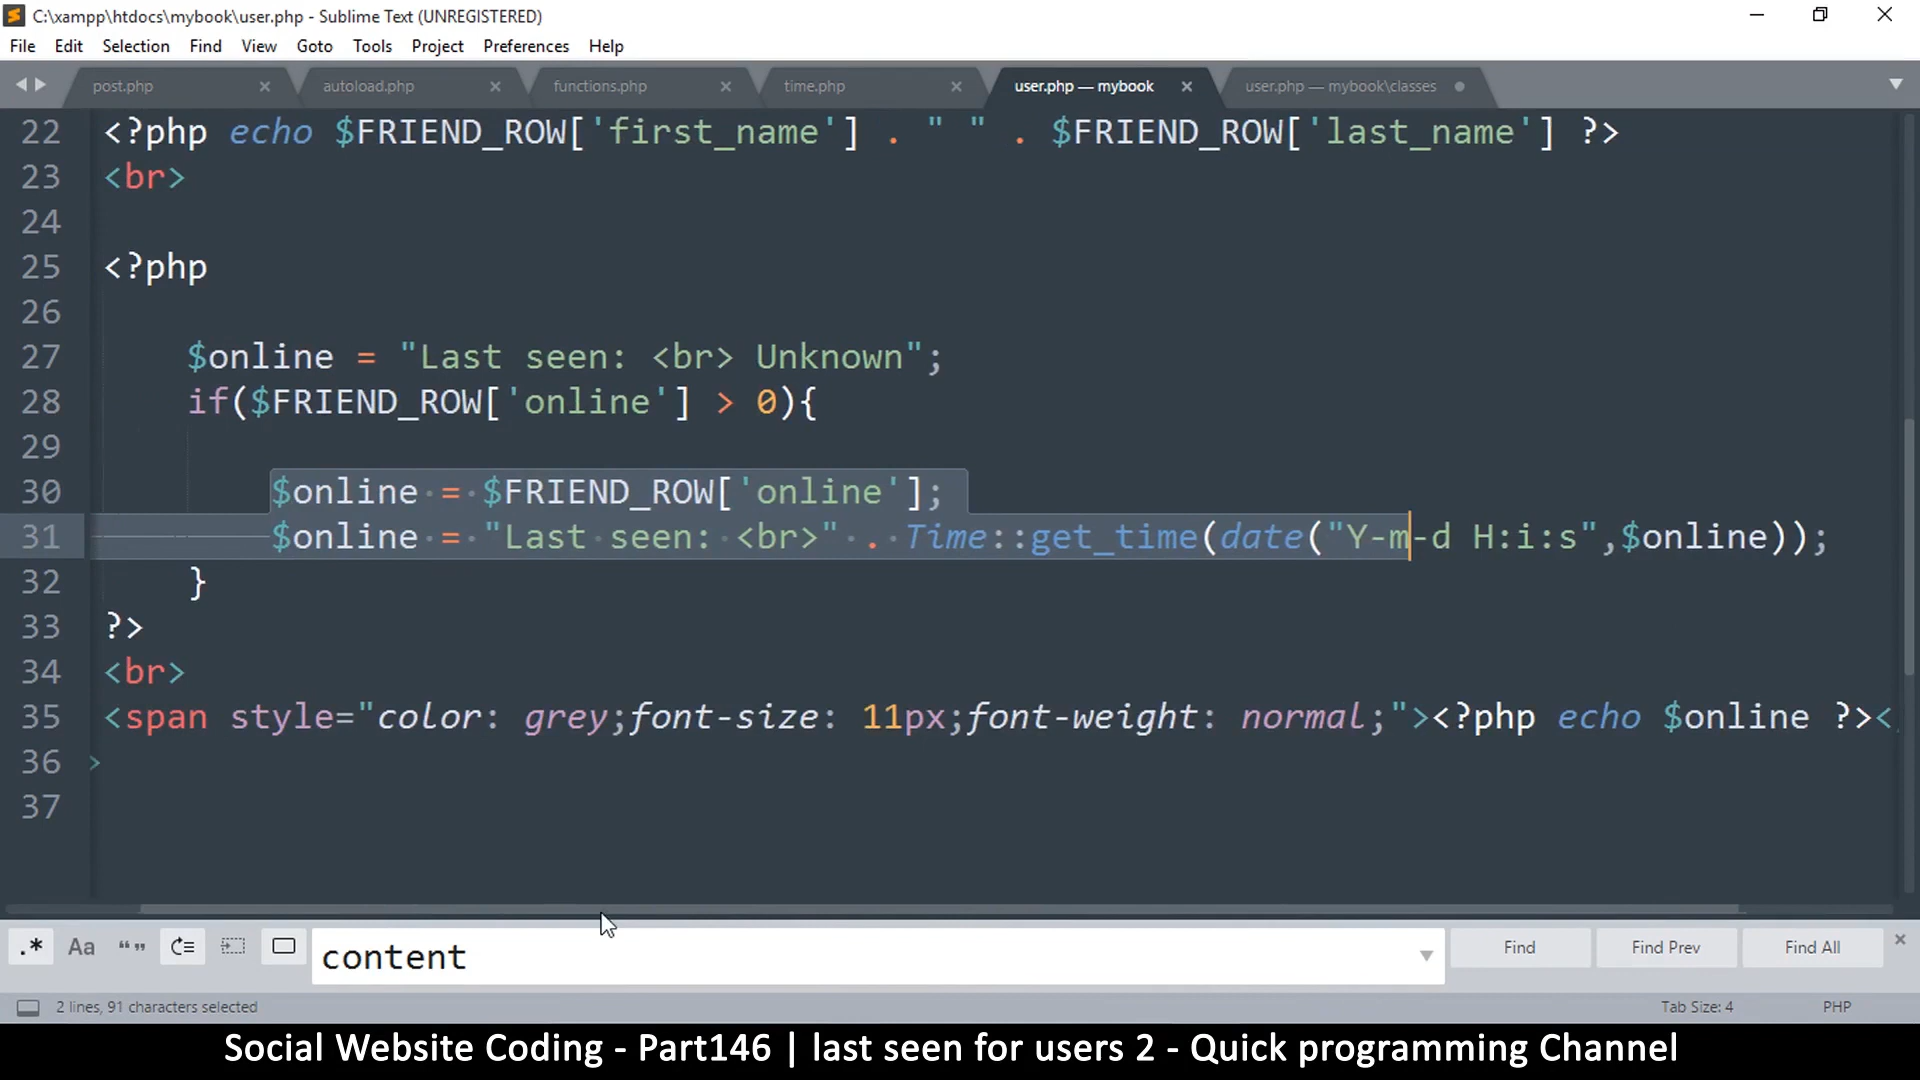 C:\xampp\htdocs\mybook\user.php - Sublime Text (UNREGISTERED)
File Edit Selection Find View Goto Tools Project Preferences Help
post.php autoload.php functions.php time.php user.php — mybook user.php — mybook\classes
22 <?php echo $FRIEND_ROW['first_name'] . " " . $FRIEND_ROW['last_name'] ?>
23 <br>
24
25 <?php
26
27 $online = "Last seen: <br> Unknown";
28 if($FRIEND_ROW['online'] > 0){
29
30 $online = $FRIEND_ROW['online'];
31 $online = "Last seen: <br>" . Time::get_time(date("Y-m-d H:i:s",$online));
32 }
33 ?>
34 <br>
35 <span style="color: grey;font-size: 11px;font-weight: normal;"><?php echo $online ?><
36 >
37
.* Aa “” content Find Find Prev Find All
2 lines, 91 characters selected Tab Size: 4 PHP
Social Website Coding - Part146 | last seen for users 2 - Quick programming Channel